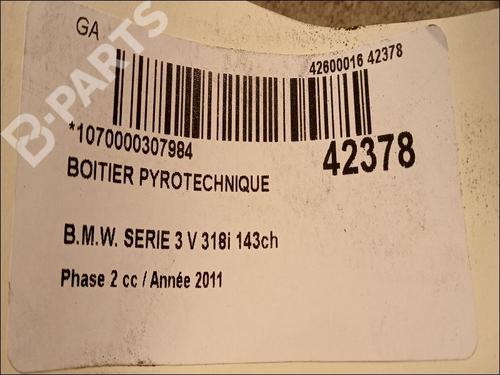 GA
B-PARTS
42600016 42378
*1070000307984
42378
BOITIER PYROTECHNIQUE
B.M.W. SERIE 3 V 318i 143ch
Phase 2 cc / Année 2011